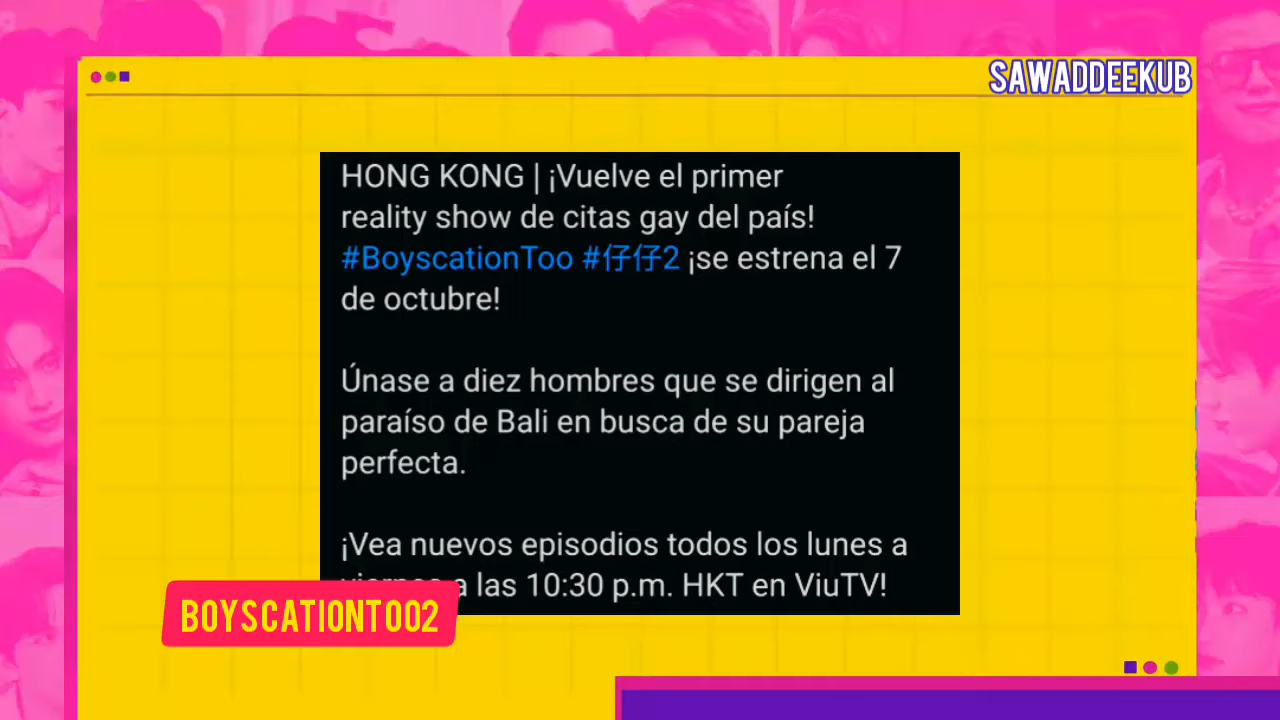 SAWADDEEKUB
HONG KONG | ¡Vuelve el primer
reality show de citas gay del país!
#BoyscationToo #仔仔2 ¡se estrena el 7
de octubre!
Únase a diez hombres que se dirigen al
paraíso de Bali en busca de su pareja
perfecta.
¡Vea nuevos episodios todos los lunes a
a las 10:30 p.m. HKT en ViuTV!
BOYSCATIONTOO2